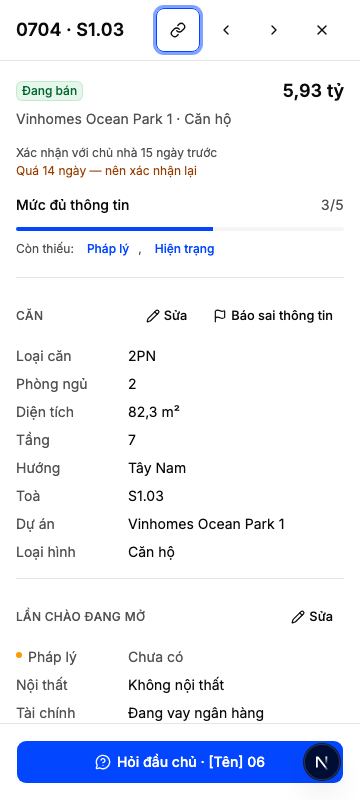 0704 · S1.03
Đang bán
5,93 tỷ
Vinhomes Ocean Park 1 · Căn hộ
Xác nhận với chủ nhà 15 ngày trước
Quá 14 ngày — nên xác nhận lại
Mức đủ thông tin 3/5
Còn thiếu: Pháp lý , Hiện trạng
CĂN Sửa Báo sai thông tin
Loại căn 2PN
Phòng ngủ 2
Diện tích 82,3 m²
Tầng 7
Hướng Tây Nam
Toà S1.03
Dự án Vinhomes Ocean Park 1
Loại hình Căn hộ
LẦN CHÀO ĐANG MỞ Sửa
Pháp lý Chưa có
Nội thất Không nội thất
Tài chính Đang vay ngân hàng
Hỏi đầu chủ · [Tên] 06
N